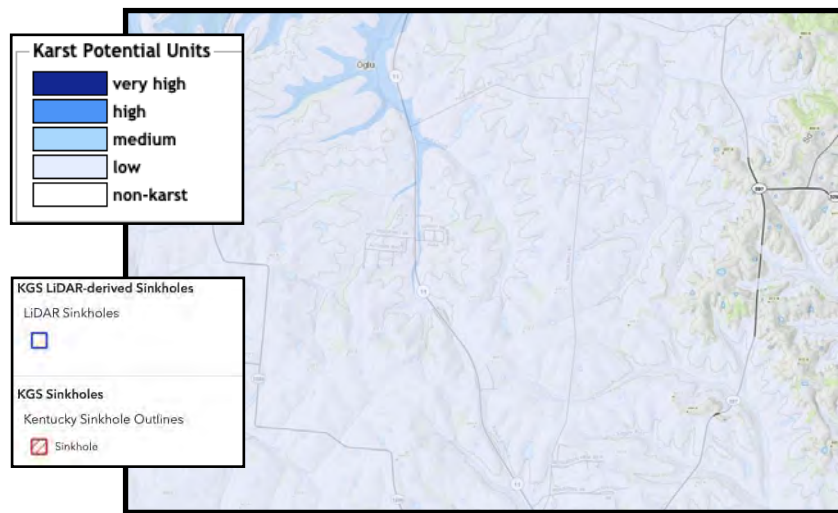 Karst Potential Units
very high
high
medium
low
non-karst
KGS LiDAR-derived Sinkholes
LiDAR Sinkholes
KGS Sinkholes
Kentucky Sinkhole Outlines
Sinkhole